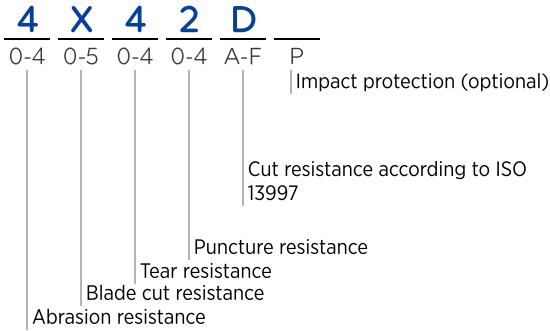 4 X 4 2 D
0-4 0-5 0-4 0-4 A-F P
Impact protection (optional)
Cut resistance according to ISO
13997
Puncture resistance
Tear resistance
Blade cut resistance
Abrasion resistance